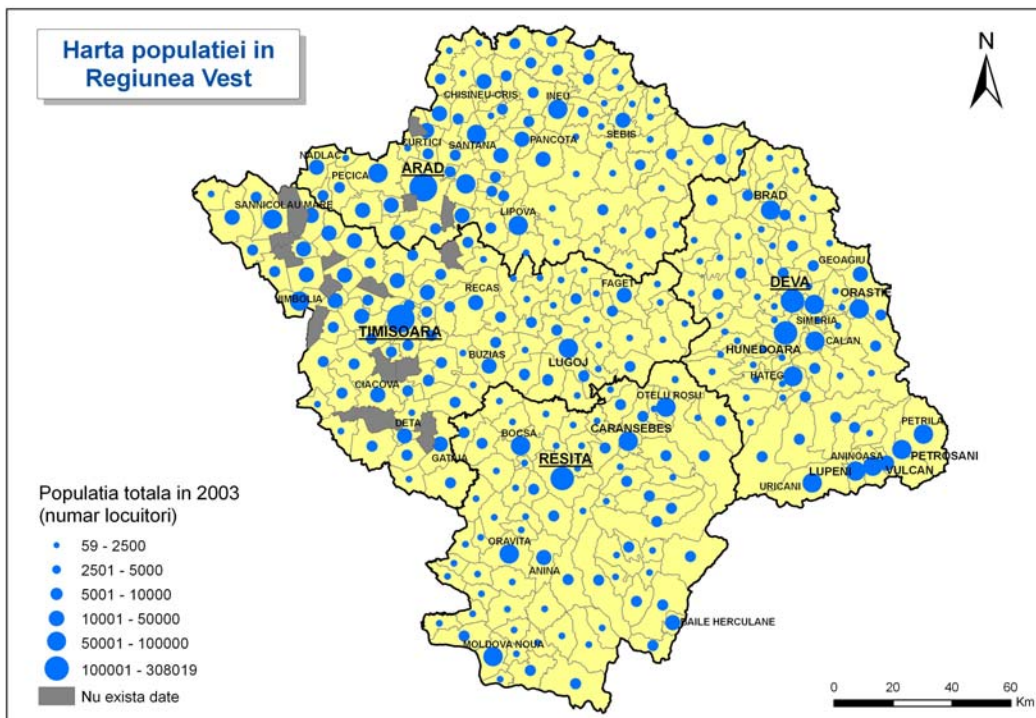 Harta populatiei in
Regiunea Vest
N
CHISINEU-CRIS
INEU
SEBIS
CURTICI
SANTANA
PANCOTA
NADLAC
PECICA
ARAD
SANNICOLAU MARE
LIPOVA
BRAD
GEOAGIU
DEVA
ORASTIE
JIMBOLIA
RECAS
FAGET
SIMERIA
TIMISOARA
HUNEDOARA
CALAN
BUZIAS
LUGOJ
HATEG
CIACOVA
OTELU ROSU
DETA
BOCSA
CARANSEBES
PETRILA
GATAIA
RESITA
ANINOASA
PETROSANI
LUPENI
VULCAN
URICANI
ORAVITA
ANINA
BAILE HERCULANE
MOLDOVA NOUA
Populatia totala in 2003
(numar locuitori)
59 - 2500
2501 - 5000
5001 - 10000
10001 - 50000
50001 - 100000
100001 - 308019
Nu exista date
0 20 40 60
Km